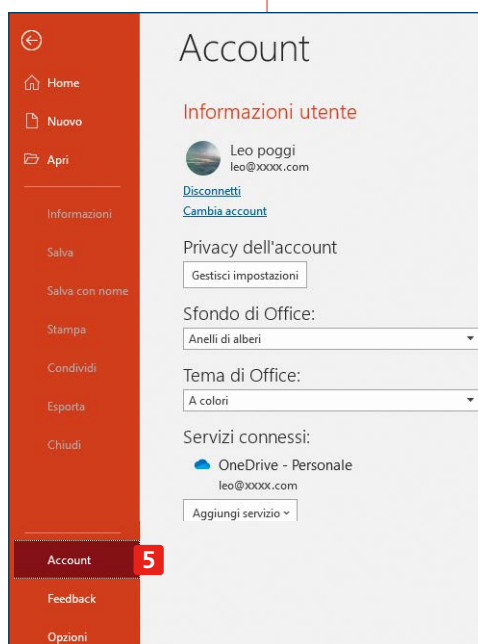 Home
Nuovo
Apri
Informazioni
Salva
Salva con nome
Stampa
Condividi
Esporta
Chiudi
Account
5
Feedback
Opzioni
Account
Informazioni utente
Leo poggi
leo@xxxx.com
Disconnetti
Cambia account
Privacy dell'account
Gestisci impostazioni
Sfondo di Office:
Anelli di alberi
Tema di Office:
A colori
Servizi connessi:
OneDrive - Personale
leo@xxxx.com
Aggiungi servizio